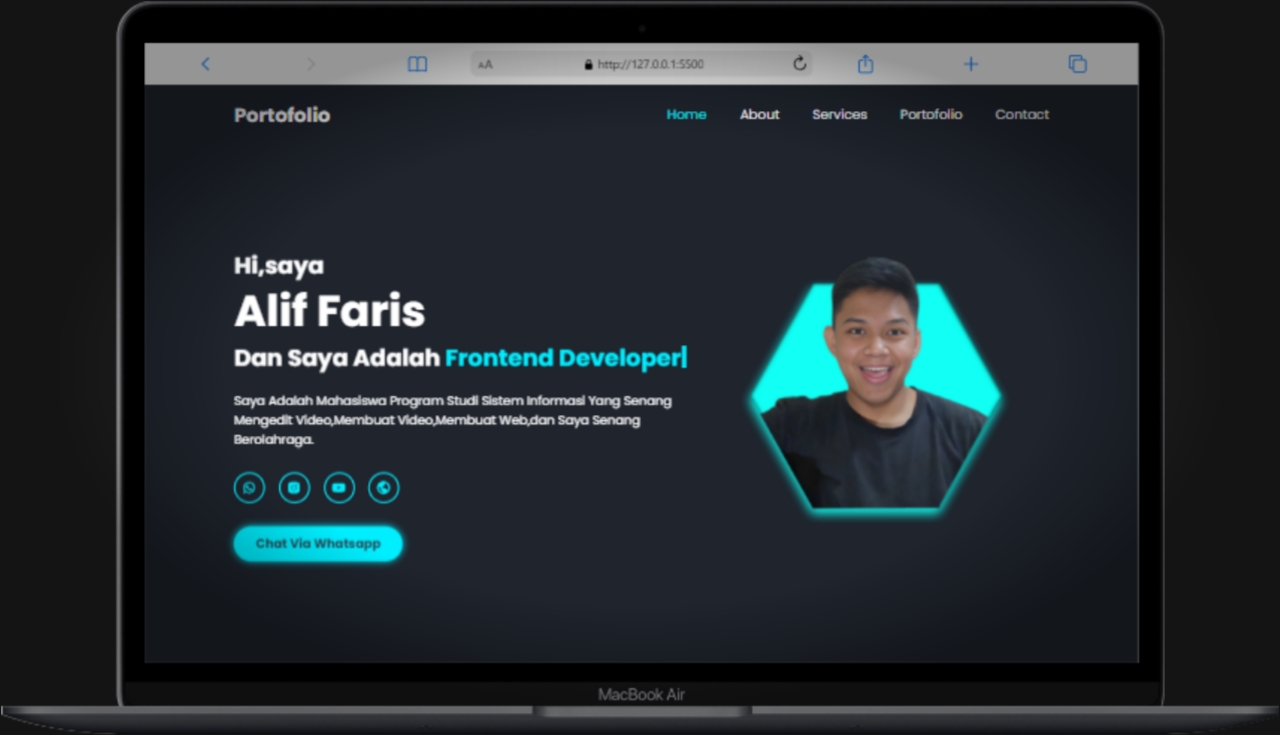 AA
http://127.0.0.1:5500
Portofolio
Home About Services Portofolio Contact
Hi,saya
Alif Faris
Dan Saya Adalah Frontend Developer|
Saya Adalah Mahasiswa Program Studi Sistem Informasi Yang Senang
Mengedit Video,Membuat Video,Membuat Web,dan Saya Senang
Berolahraga.
Chat Via Whatsapp
MacBook Air